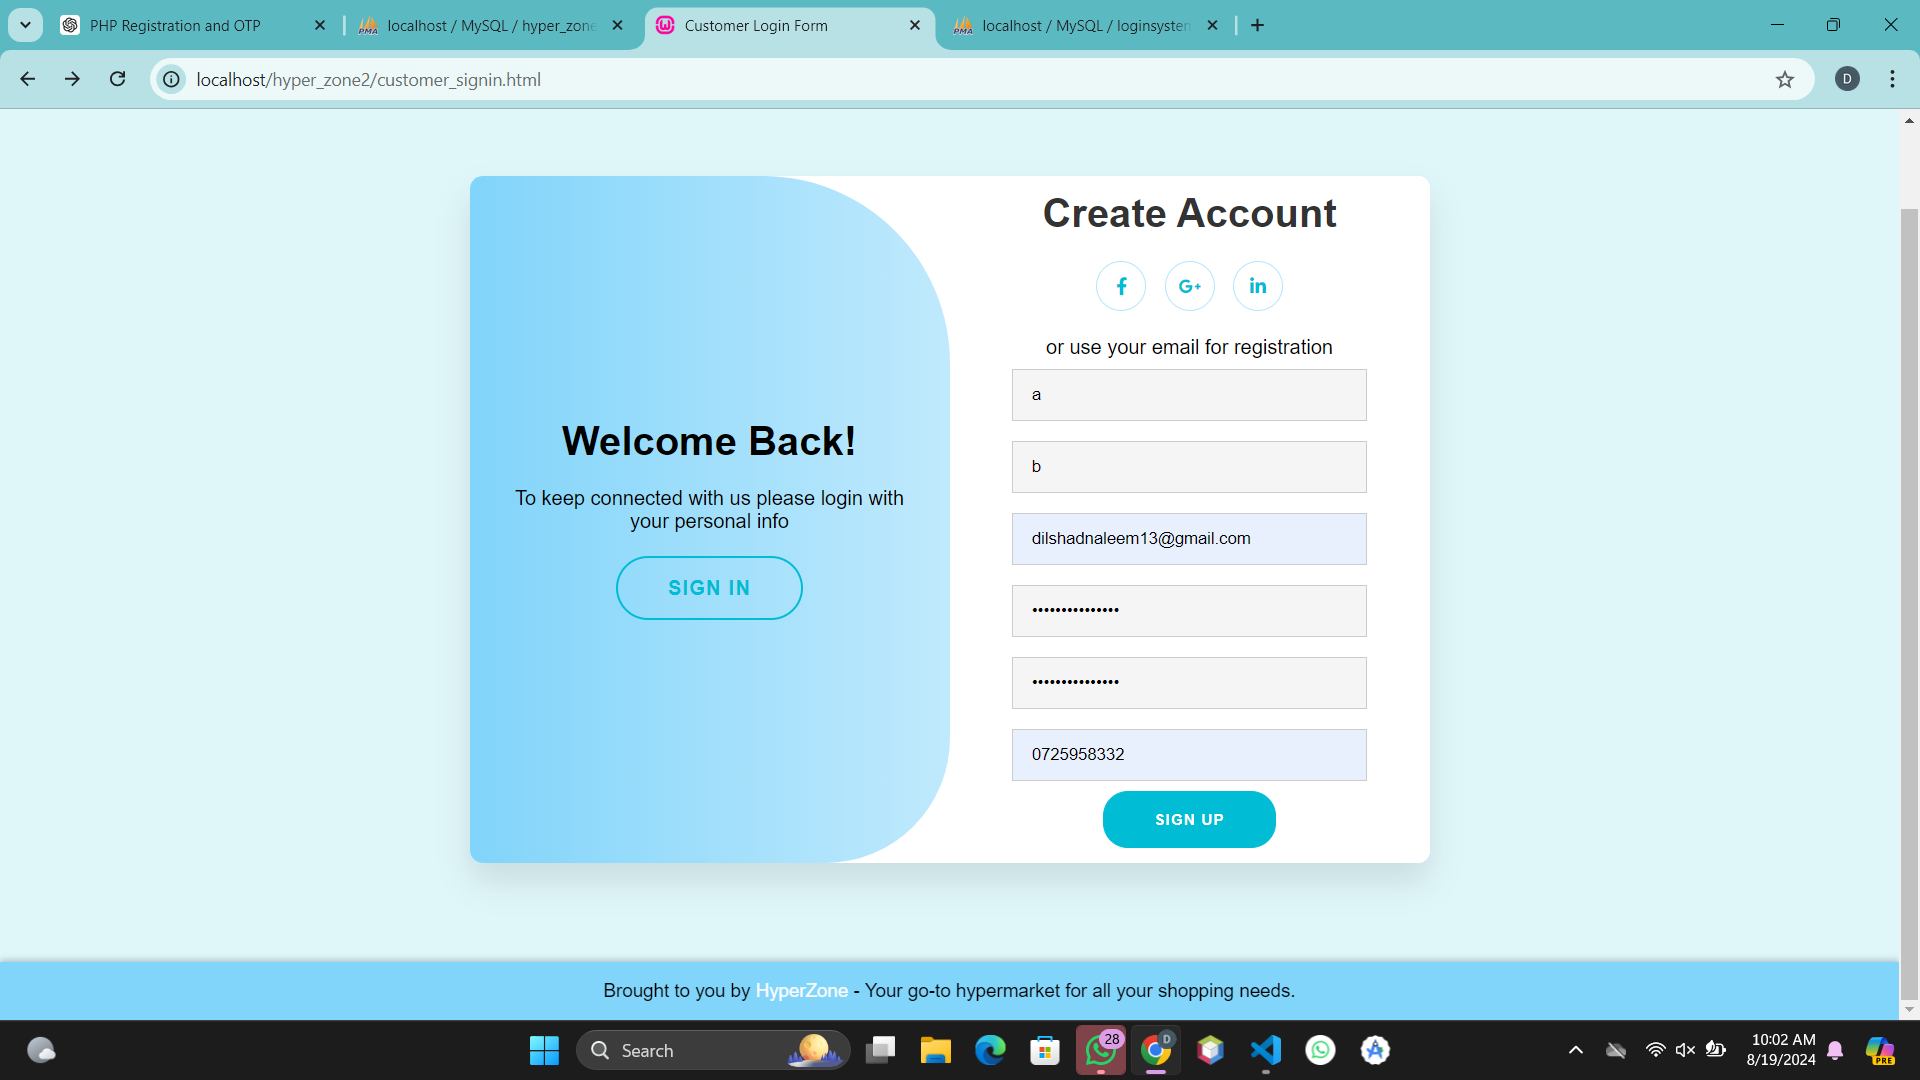 PHP Registration and OTP
localhost / MySQL / hyper_zone
Customer Login Form
localhost / MySQL / loginsystem
localhost/hyper_zone2/customer_signin.html
D
Create Account
f
G+
in
or use your email for registration
a
b
dilshadnaleem13@gmail.com
•••••••••••••••
•••••••••••••••
0725958332
SIGN UP
Welcome Back!
To keep connected with us please login with
your personal info
SIGN IN
Brought to you by HyperZone - Your go-to hypermarket for all your shopping needs.
Search
28
D
10:02 AM
8/19/2024
PRE